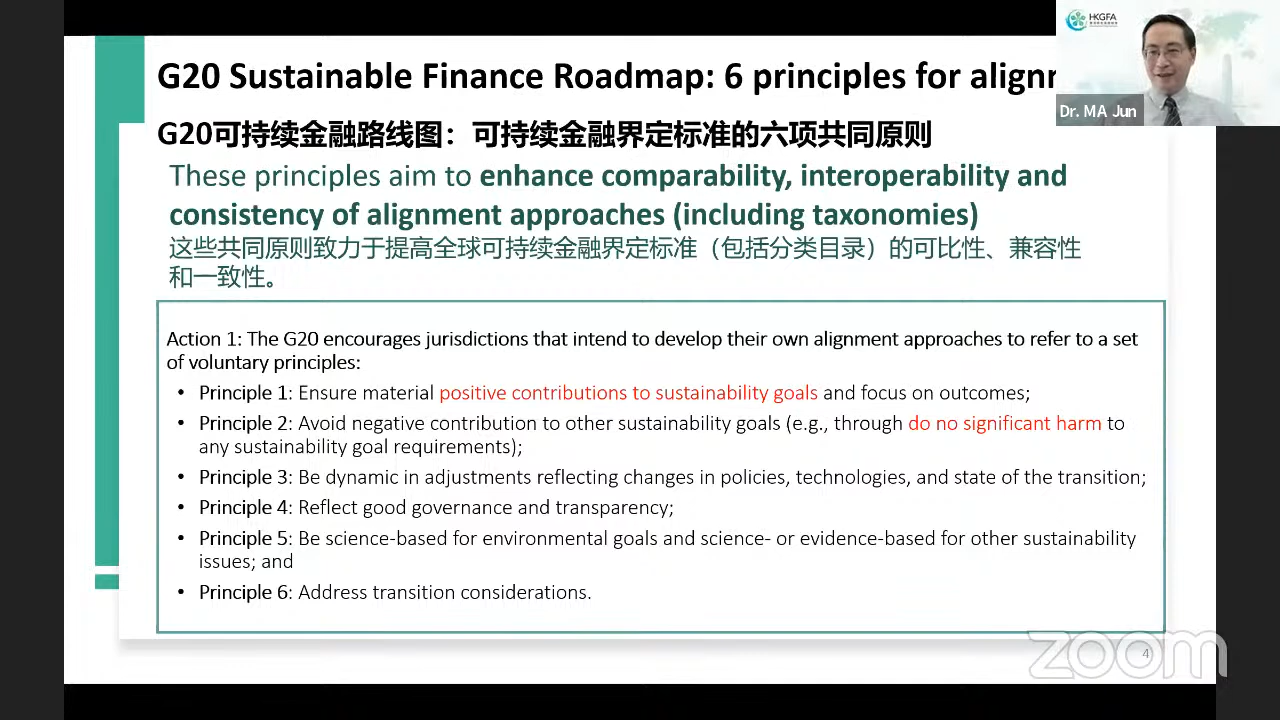 G20 Sustainable Finance Roadmap: 6 principles for
HKGFA
Dr. MA Jun
G20可持续金融路线图：可持续金融界定标准的六项共同原则
These principles aim to enhance comparability, interoperability and
consistency of alignment approaches (including taxonomies)
这些共同原则致力于提高全球可持续金融界定标准（包括分类目录）的可比性、兼容性
和一致性。
Action 1: The G20 encourages jurisdictions that intend to develop their own alignment approaches to refer to a set
of voluntary principles:
• Principle 1: Ensure material positive contributions to sustainability goals and focus on outcomes;
• Principle 2: Avoid negative contribution to other sustainability goals (e.g., through do no significant harm to
any sustainability goal requirements);
• Principle 3: Be dynamic in adjustments reflecting changes in policies, technologies, and state of the transition;
• Principle 4: Reflect good governance and transparency;
• Principle 5: Be science-based for environmental goals and science- or evidence-based for other sustainability
issues; and
• Principle 6: Address transition considerations.
zoom
4